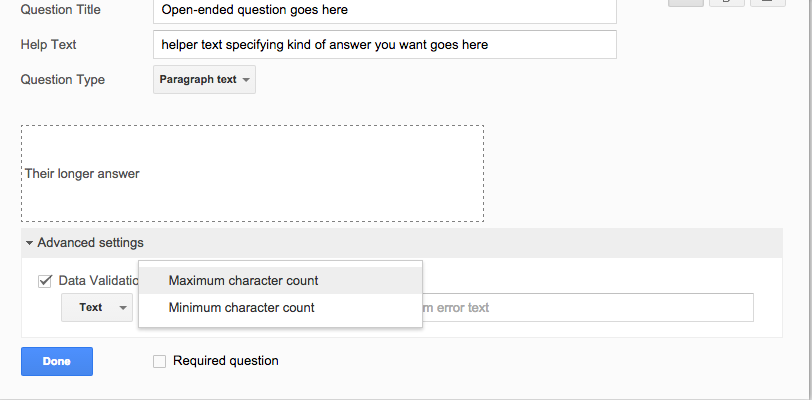 Question Title Open-ended question goes here
Help Text helper text specifying kind of answer you want goes here
Question Type Paragraph text
Their longer answer
Advanced settings
Data Validatio Maximum character count
Text Minimum character count m error text
Done Required question